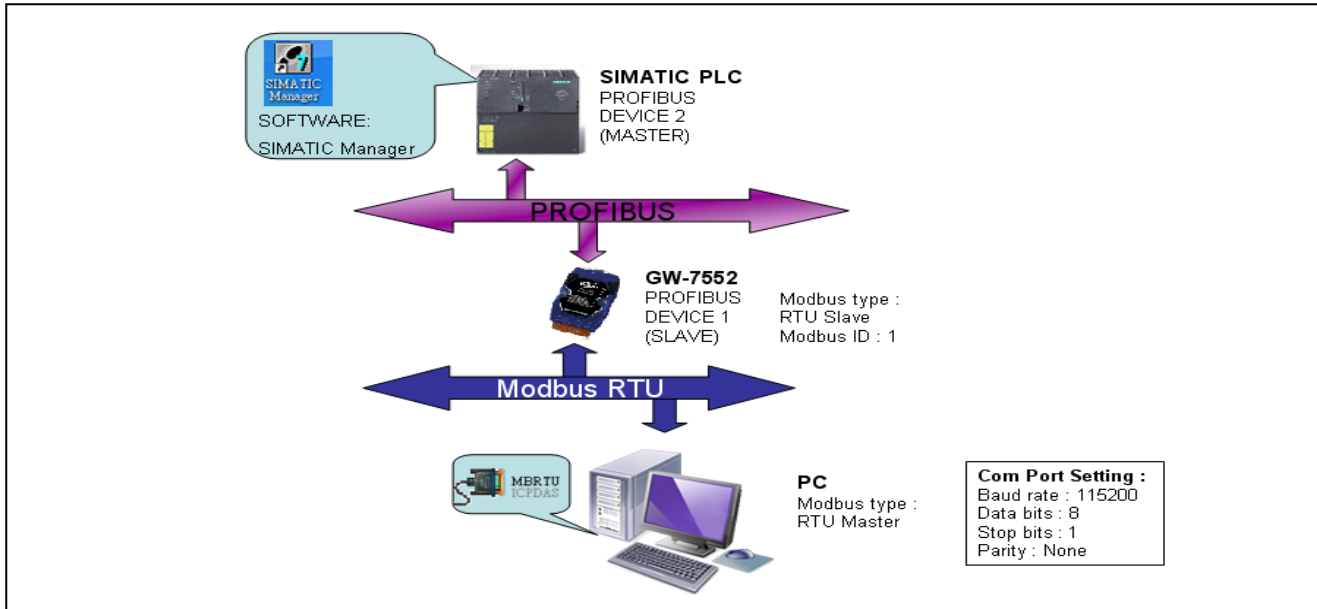 SIMATIC
Manager
SOFTWARE:
SIMATIC Manager
SIMATIC PLC
PROFIBUS
DEVICE 2
(MASTER)
PROFIBUS
GW-7552
PROFIBUS
DEVICE 1
(SLAVE)
Modbus type :
RTU Slave
Modbus ID : 1
Modbus RTU
MBRTU
ICPDAS
PC
Modbus type :
RTU Master
Com Port Setting :
Baud rate : 115200
Data bits : 8
Stop bits : 1
Parity : None